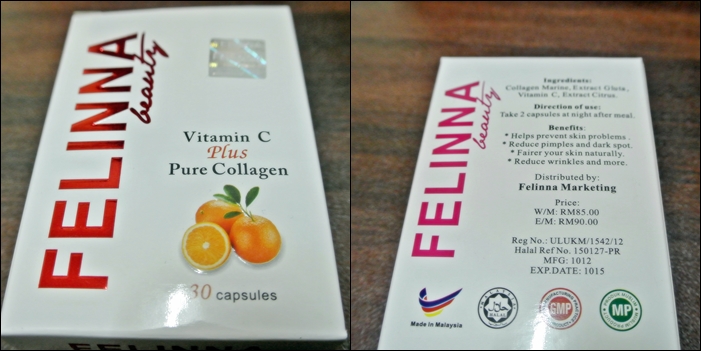 FELINNA
beauty
Vitamin C
Plus
Pure Collagen
30 capsules
FELINNA
beauty
Ingredients:
Collagen Marine, Extract Gluta,
Vitamin C, Extract Citrus.
Direction of use:
Take 2 capsules at night after meal.
Benefits:
* Helps prevent skin problems .
* Reduce pimples and dark spot.
* Fairer your skin naturally.
* Reduce wrinkles and more.
Distributed by:
Felinna Marketing
Price:
W/M: RM85.00
E/M: RM90.00
Reg No.: ULUKM/1542/12
Halal Ref No. 150127-PR
MFG: 1012
EXP.DATE: 1015
Made in Malaysia
HALAL
GMP
MP